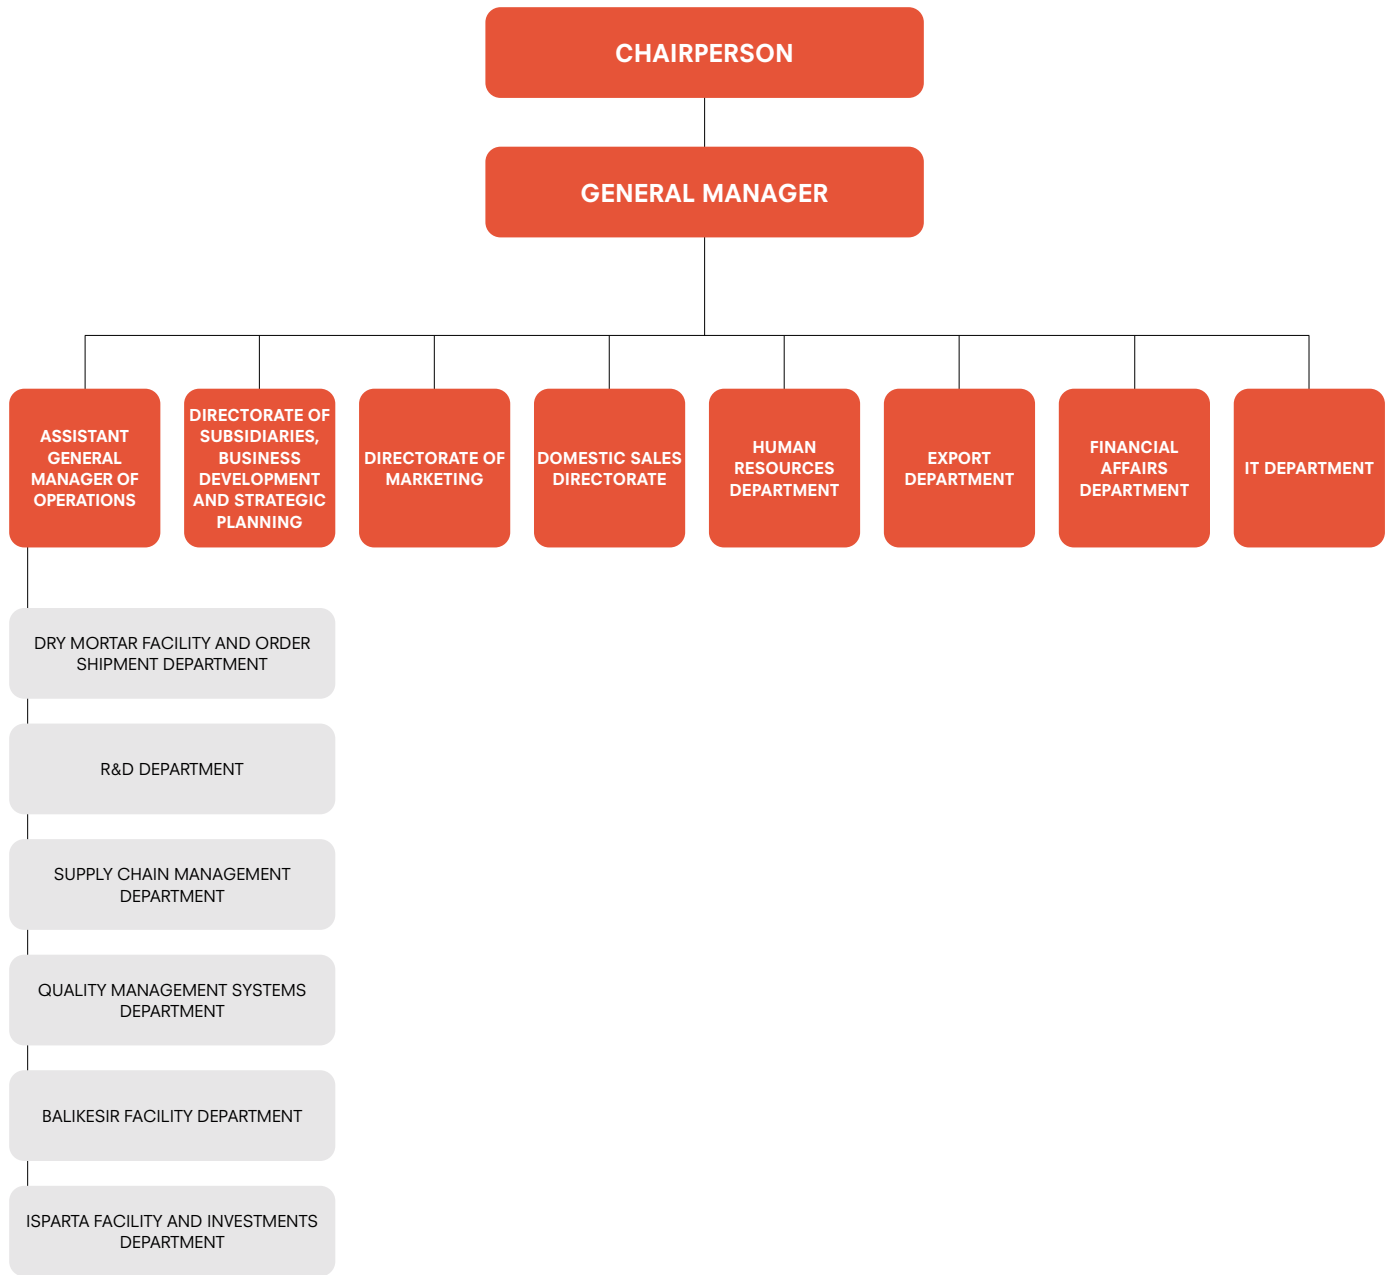 CHAIRPERSON
GENERAL MANAGER
ASSISTANT
GENERAL
MANAGER OF
OPERATIONS
DIRECTORATE OF
SUBSIDIARIES,
BUSINESS
DEVELOPMENT
AND STRATEGIC
PLANNING
DIRECTORATE OF
MARKETING
DOMESTIC SALES
DIRECTORATE
HUMAN
RESOURCES
DEPARTMENT
EXPORT
DEPARTMENT
FINANCIAL
AFFAIRS
DEPARTMENT
IT DEPARTMENT
DRY MORTAR FACILITY AND ORDER
SHIPMENT DEPARTMENT
R&D DEPARTMENT
SUPPLY CHAIN MANAGEMENT
DEPARTMENT
QUALITY MANAGEMENT SYSTEMS
DEPARTMENT
BALIKESIR FACILITY DEPARTMENT
ISPARTA FACILITY AND INVESTMENTS
DEPARTMENT